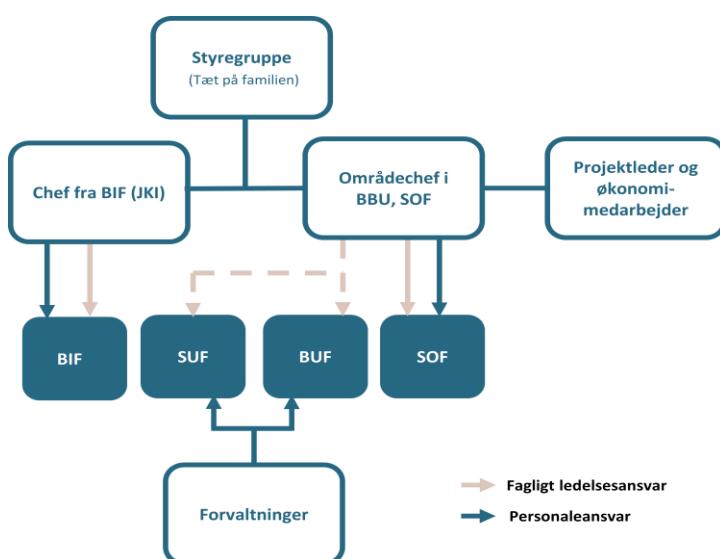 Styregruppe
(Tæt på familien)
Chef fra BIF (JKI)
Områdechef i
BBU, SOF
Projektleder og
økonomi-
medarbejder
BIF
SUF
BUF
SOF
Forvaltninger
Fagligt ledelsesansvar
Personaleansvar